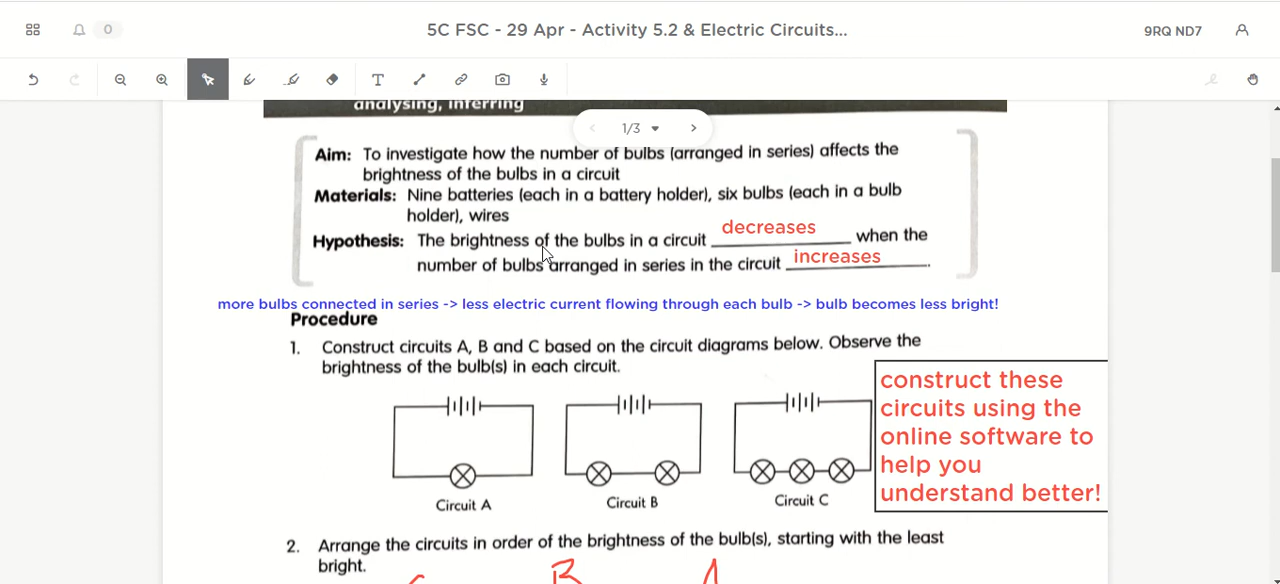 5C FSC - 29 Apr - Activity 5.2 & Electric Circuits...
9RQ ND7
0
T
analysing, inferring
1/3
Aim: To investigate how the number of bulbs (arranged in series) affects the
brightness of the bulbs in a circuit
Materials: Nine batteries (each in a battery holder), six bulbs (each in a bulb
holder), wires
Hypothesis: The brightness of the bulbs in a circuit decreases when the
number of bulbs arranged in series in the circuit increases.
more bulbs connected in series -> less electric current flowing through each bulb -> bulb becomes less bright!
Procedure
1. Construct circuits A, B and C based on the circuit diagrams below. Observe the
brightness of the bulb(s) in each circuit.
construct these
circuits using the
online software to
help you
understand better!
Circuit A
Circuit B
Circuit C
2. Arrange the circuits in order of the brightness of the bulb(s), starting with the least
bright.
B A